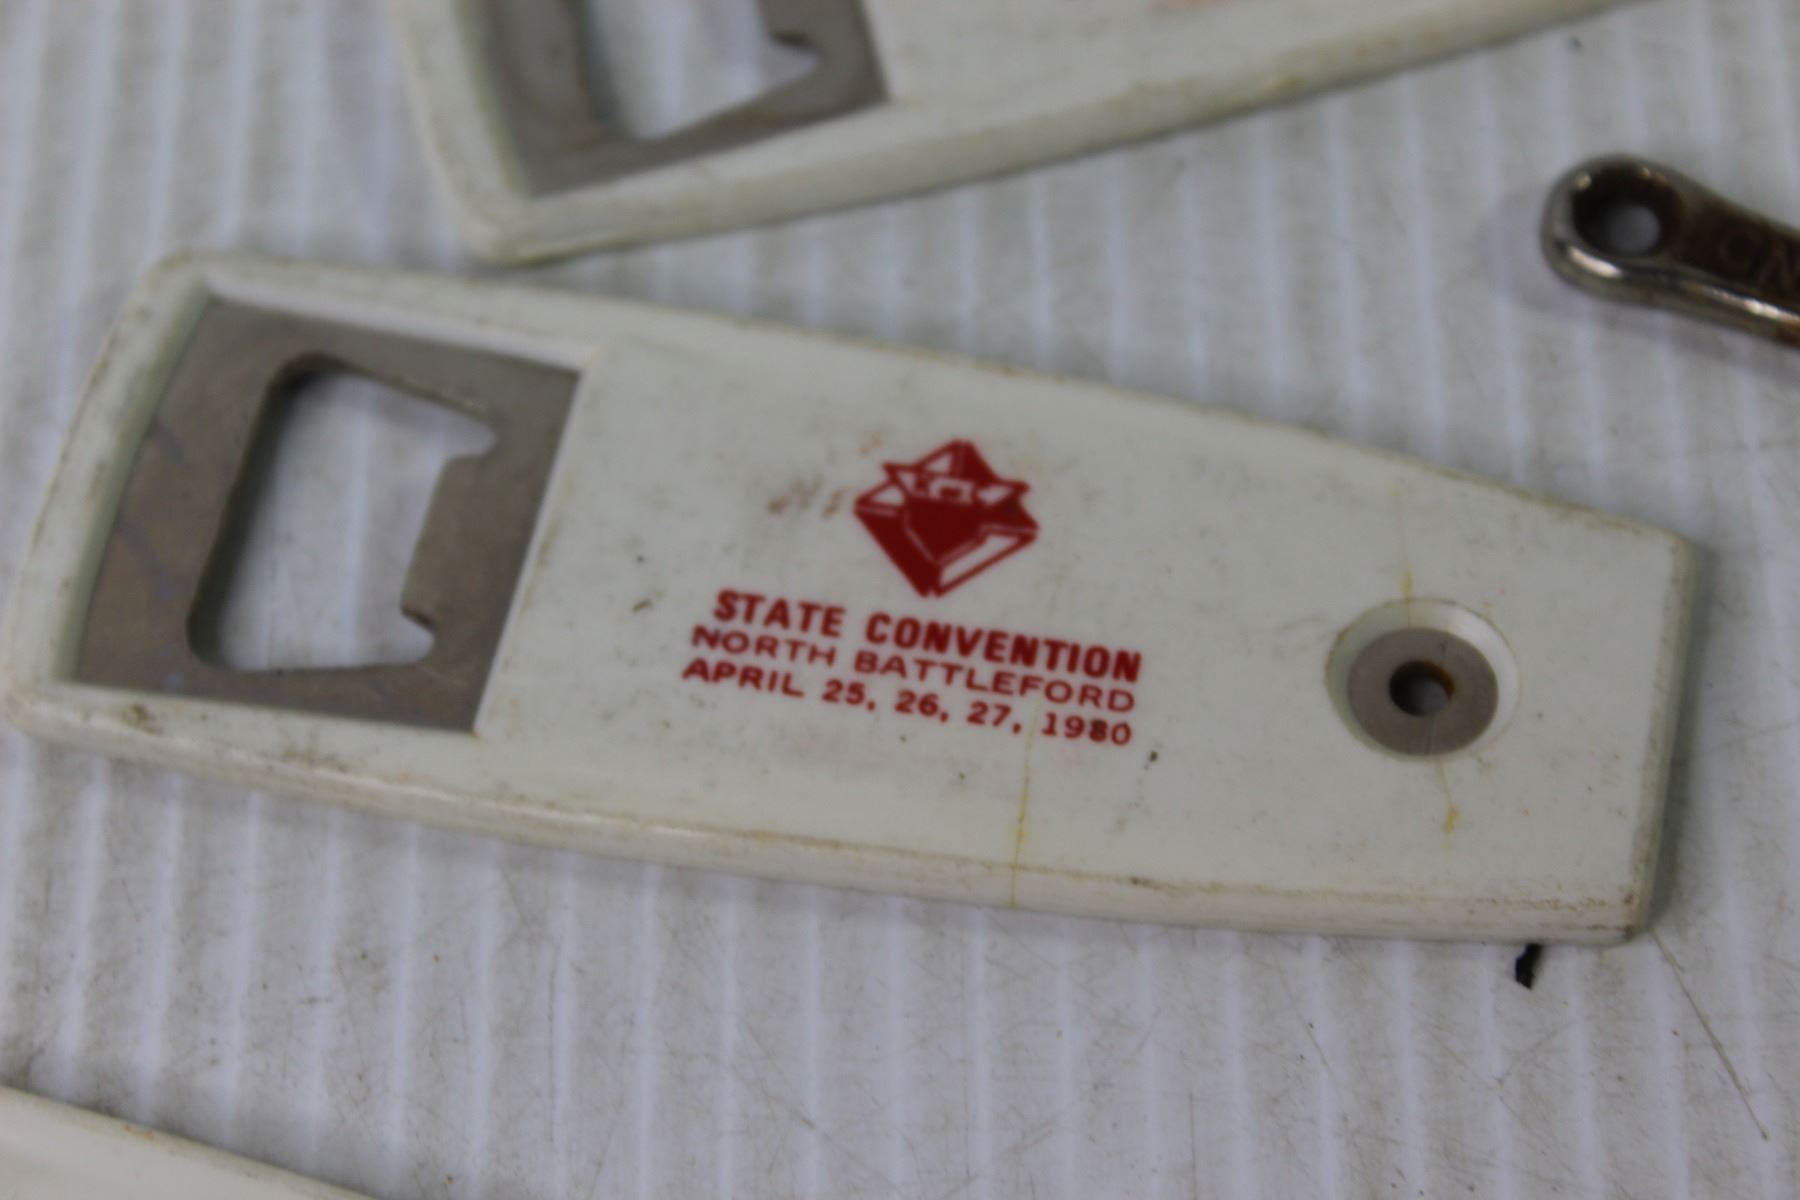 STATE CONVENTION
NORTH BATTLEFORD
APRIL 25, 26, 27, 1980